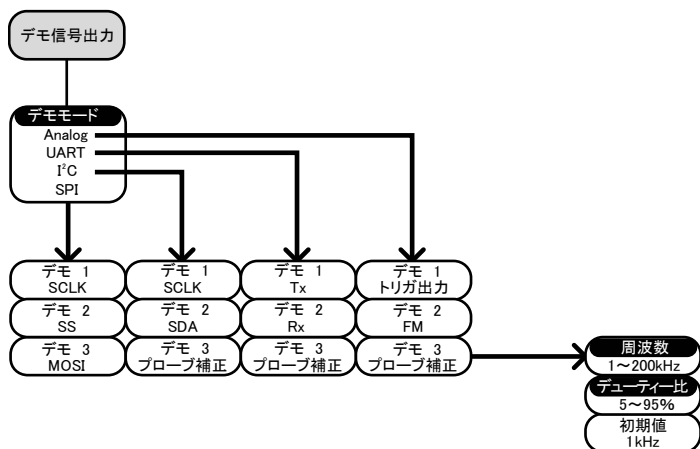 デモ信号出力
デモモード
Analog
UART
I²C
SPI
デモ 1
SCLK
デモ 2
SS
デモ 3
MOSI
デモ 1
SCLK
デモ 2
SDA
デモ 3
プローブ補正
デモ 1
Tx
デモ 2
Rx
デモ 3
プローブ補正
デモ 1
トリガ出力
デモ 2
FM
デモ 3
プローブ補正
周波数
1～200kHz
デューティー比
5～95%
初期値
1kHz